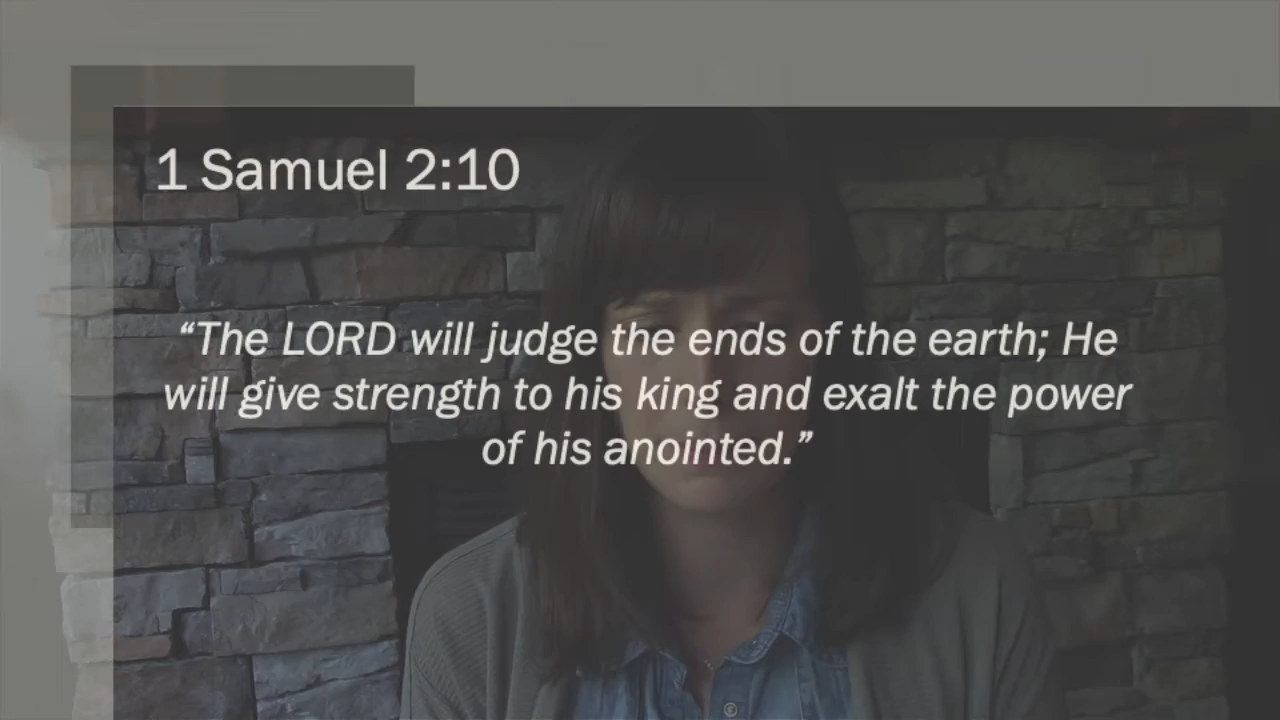 1 Samuel 2:10
“The LORD will judge the ends of the earth; He
will give strength to his king and exalt the power
of his anointed.”